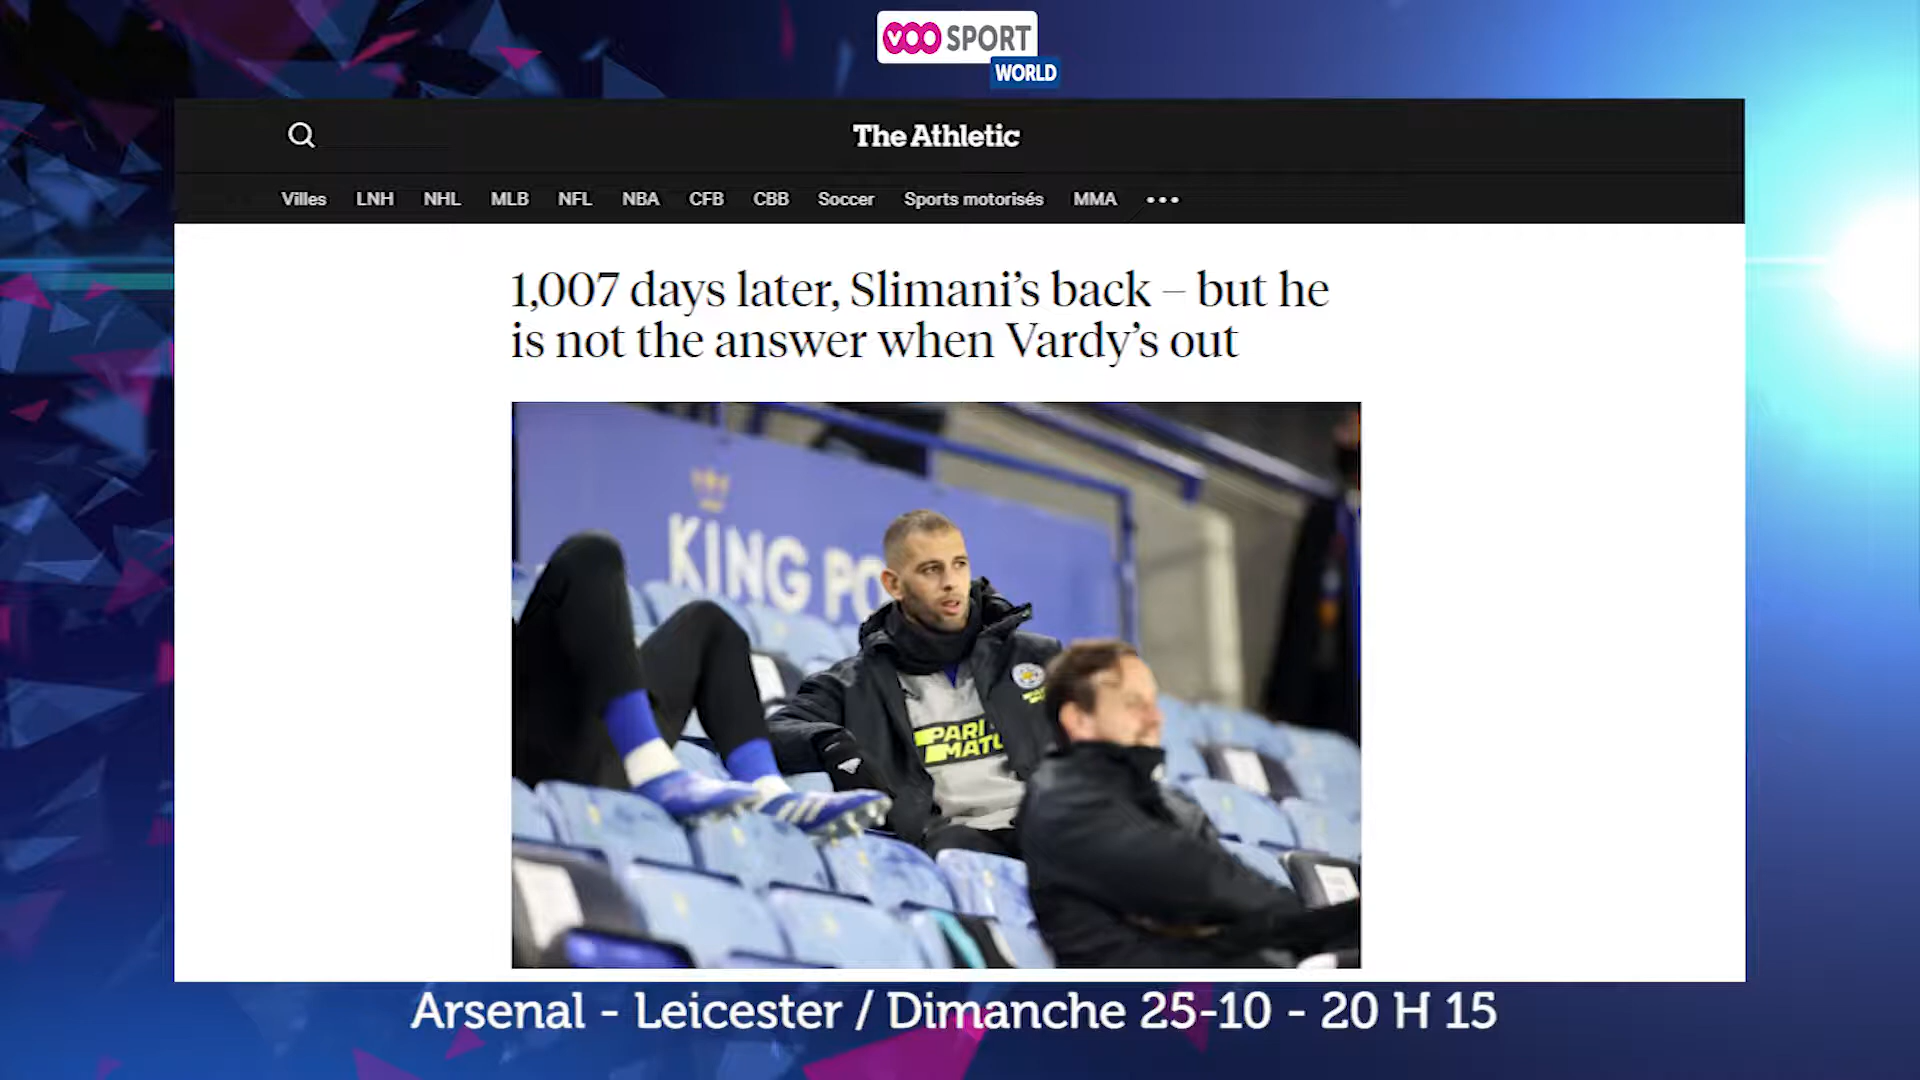 VOO SPORT
WORLD
The Athletic
Villes LNH NHL MLB NFL NBA CFB CBB Soccer Sports motorisés MMA
1,007 days later, Slimani’s back – but he
is not the answer when Vardy’s out
KING PO
PARI
MATC
Arsenal - Leicester / Dimanche 25-10 - 20 H 15